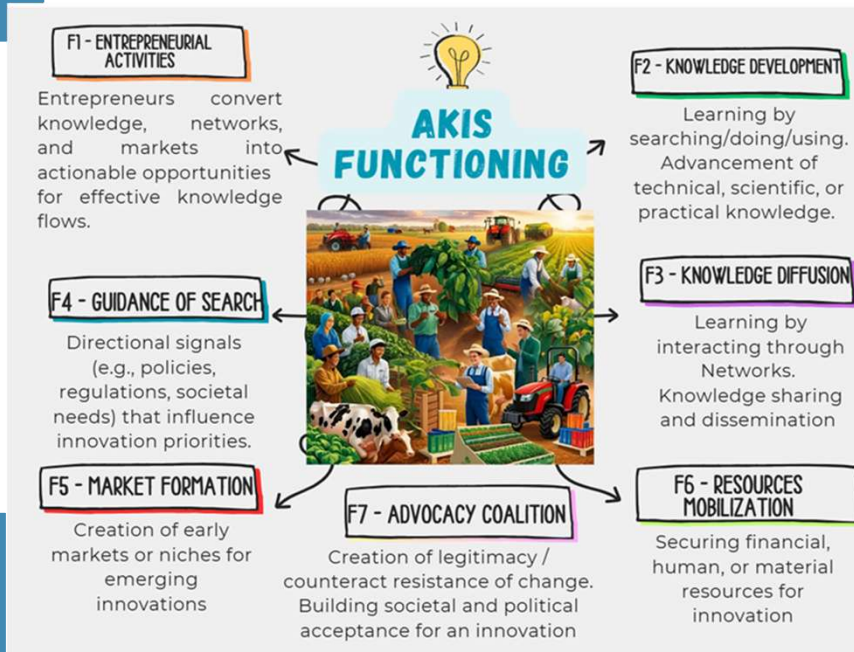 F1 - ENTREPRENEURIAL
ACTIVITIES
Entrepreneurs convert
knowledge, networks,
and markets into
actionable opportunities
for effective knowledge
flows.
AKIS
FUNCTIONING
F2 - KNOWLEDGE DEVELOPMENT
Learning by
searching/doing/using.
Advancement of
technical, scientific, or
practical knowledge.
F3 - KNOWLEDGE DIFFUSION
Learning by
interacting through
Networks.
Knowledge sharing
and dissemination
F4 - GUIDANCE OF SEARCH
Directional signals
(e.g., policies,
regulations, societal
needs) that influence
innovation priorities.
F5 - MARKET FORMATION
Creation of early
markets or niches for
emerging
innovations
F6 - RESOURCES
MOBILIZATION
Securing financial,
human, or material
resources for
innovation
F7 - ADVOCACY COALITION
Creation of legitimacy /
counteract resistance of change.
Building societal and political
acceptance for an innovation